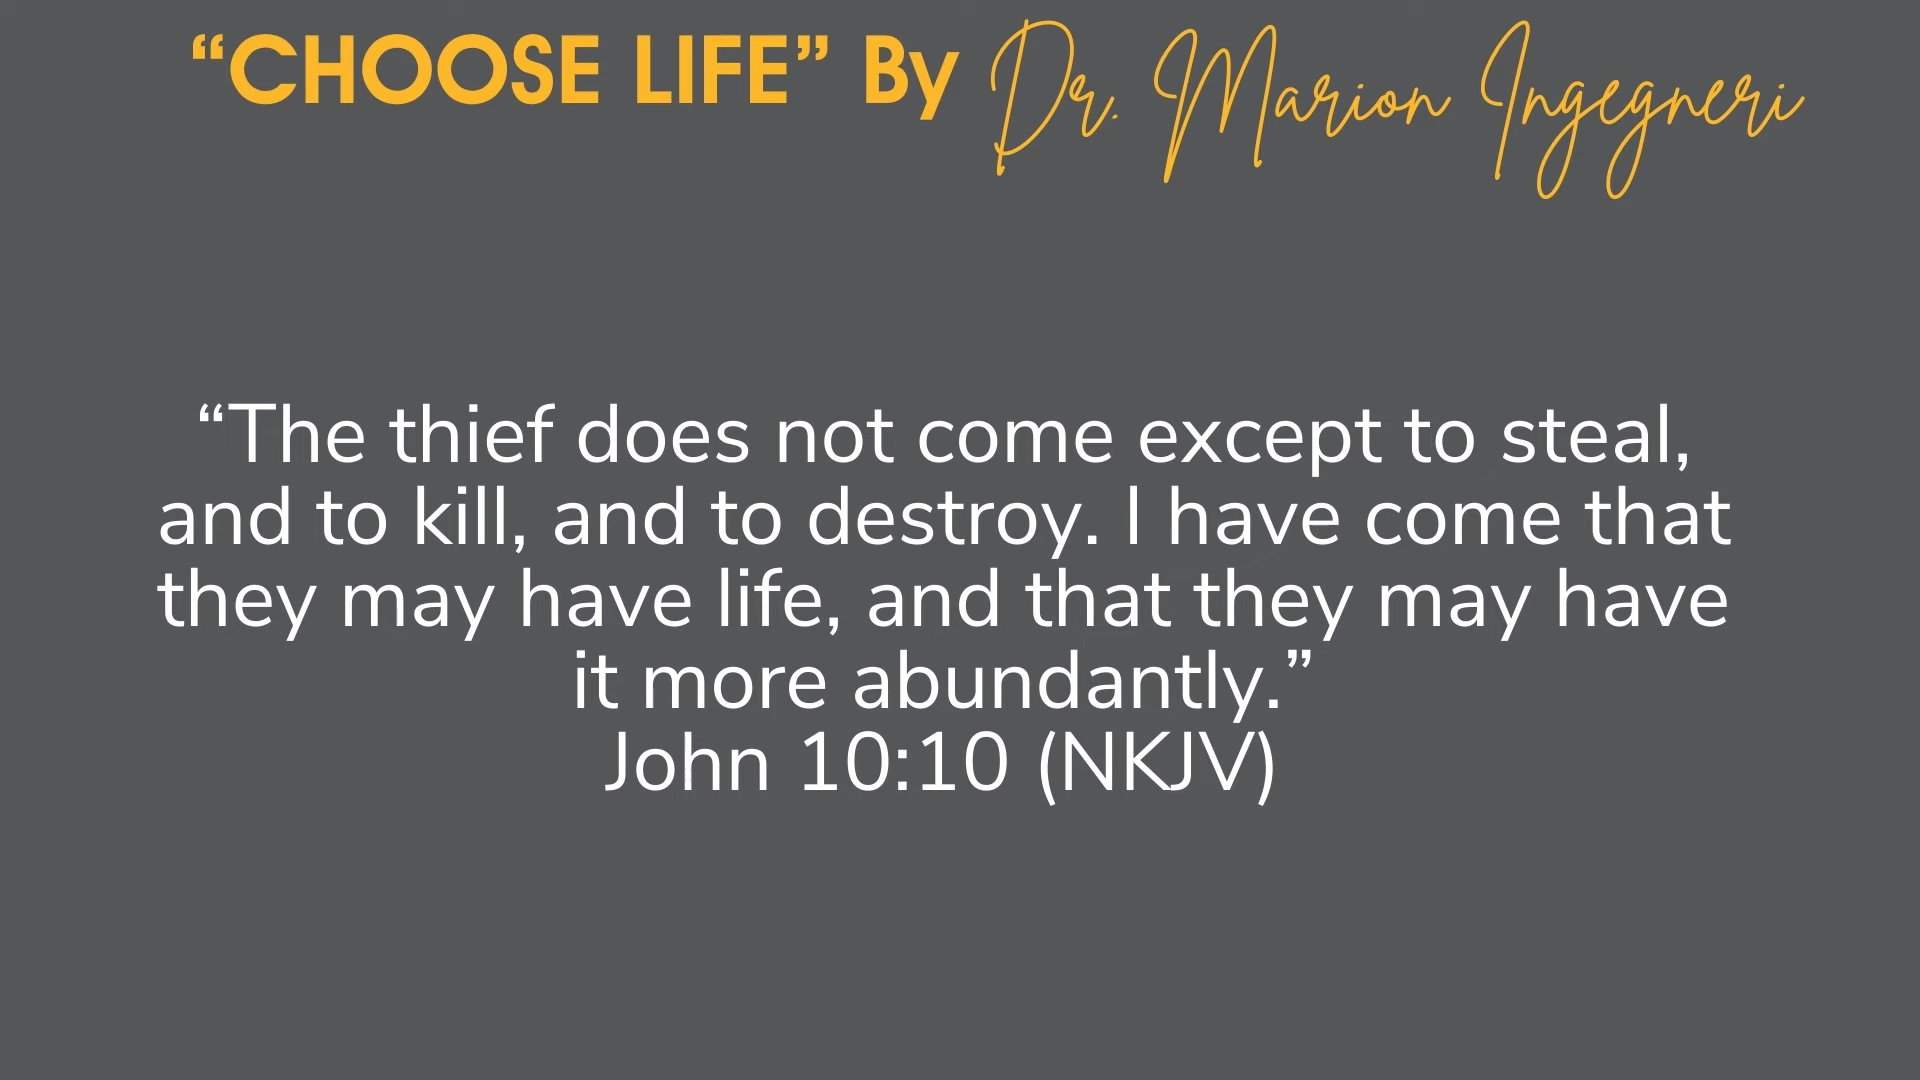 “CHOOSE LIFE” By Dr. Marion Ingegneri
“The thief does not come except to steal,
and to kill, and to destroy. I have come that
they may have life, and that they may have
it more abundantly.”
John 10:10 (NKJV)